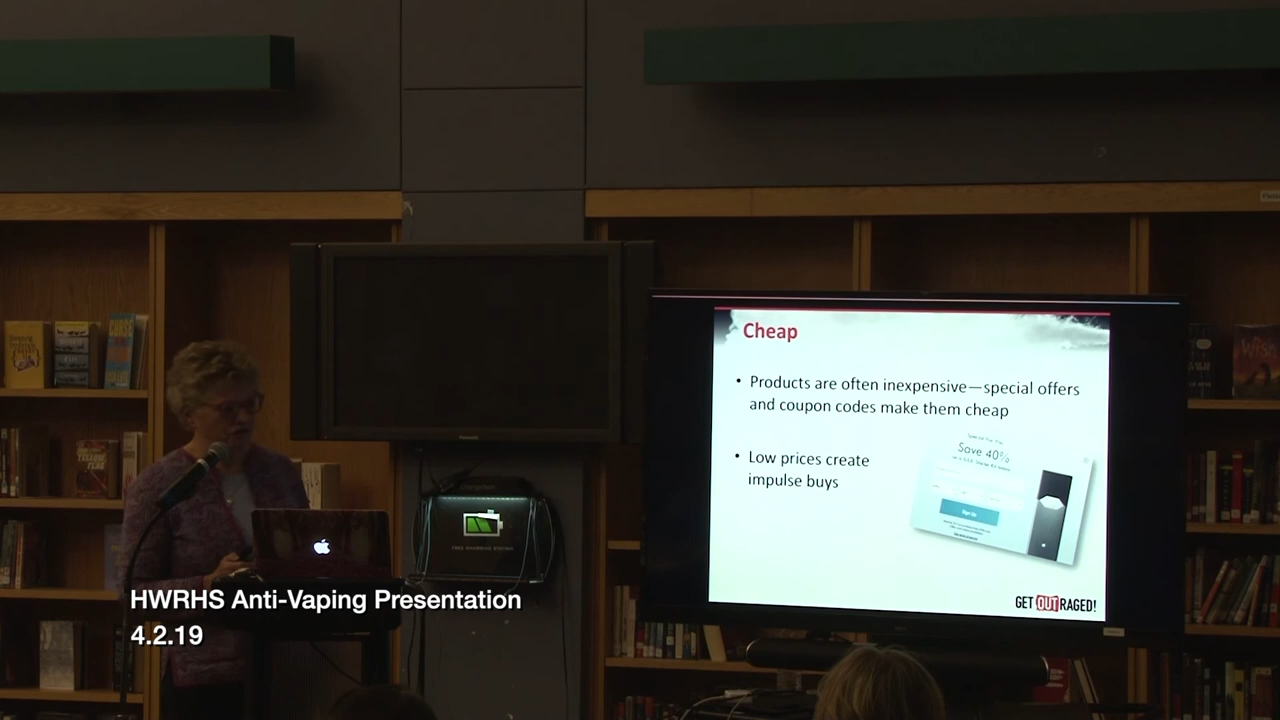 Cheap
• Products are often inexpensive—special offers
and coupon codes make them cheap
• Low prices create
impulse buys
Save 40%
Sign Up
GET OUTRAGED!
HWRHS Anti-Vaping Presentation
4.2.19